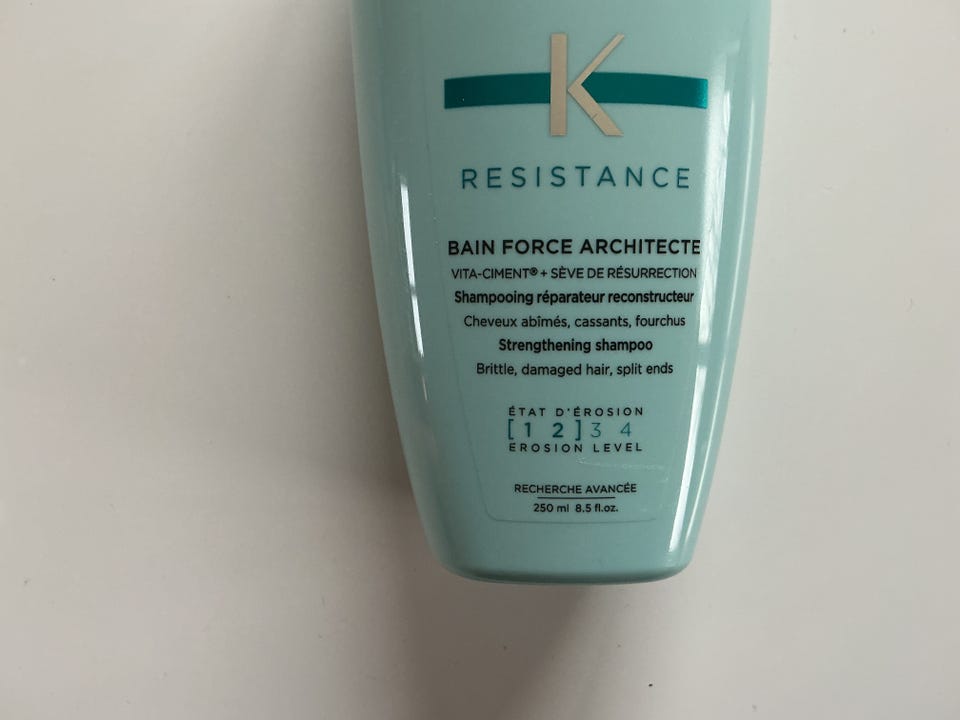 K
RESISTANCE
BAIN FORCE ARCHITECTE
VITA-CIMENT® + SÈVE DE RÉSURRECTION
Shampooing réparateur reconstructeur
Cheveux abîmés, cassants, fourchus
Strengthening shampoo
Brittle, damaged hair, split ends
ÉTAT D'ÉROSION
[1 2]3 4
EROSION LEVEL
RECHERCHE AVANCÉE
250 ml 8.5 fl.oz.